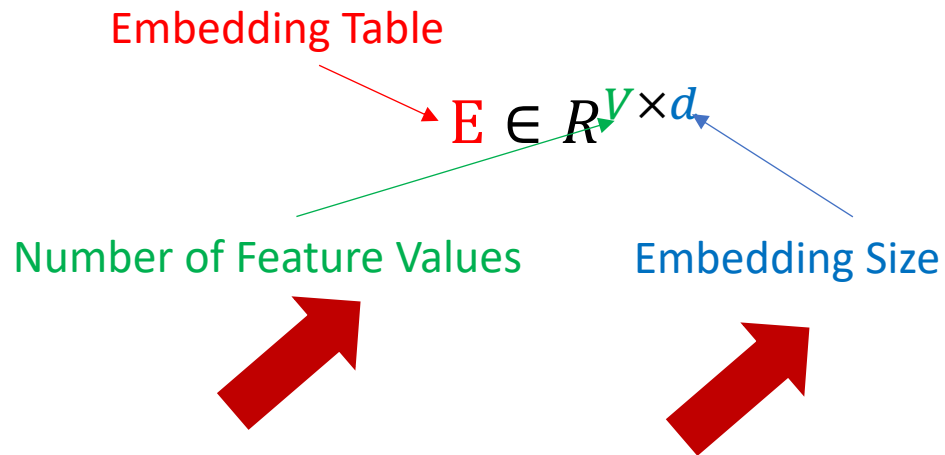 Embedding Table
E ∈ R^{V×d}
Number of Feature Values
Embedding Size